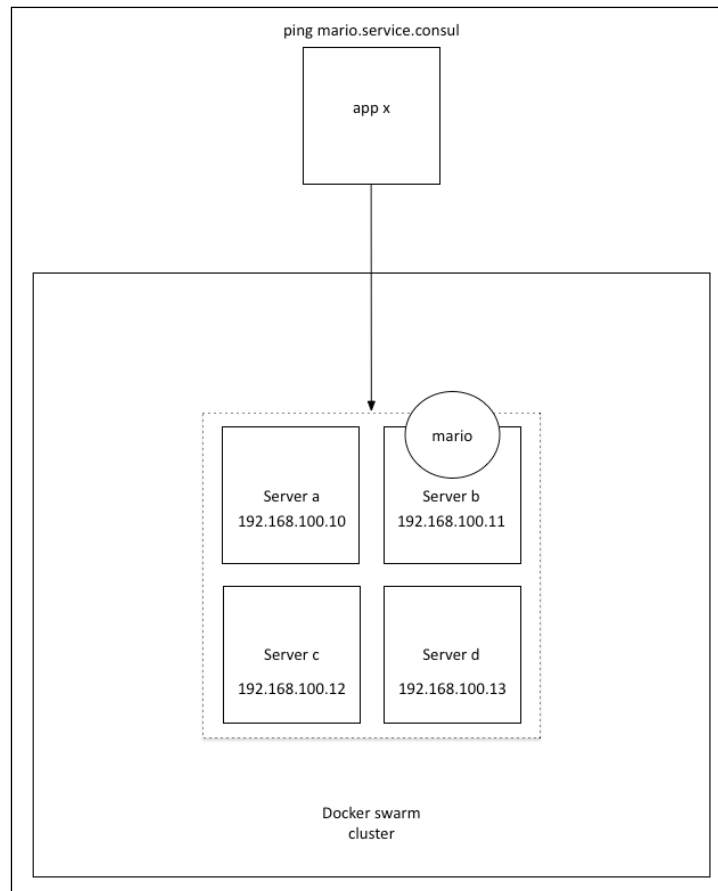 ping mario.service.consul
app x
mario
Server a
192.168.100.10
Server b
192.168.100.11
Server c
192.168.100.12
Server d
192.168.100.13
Docker swarm
cluster